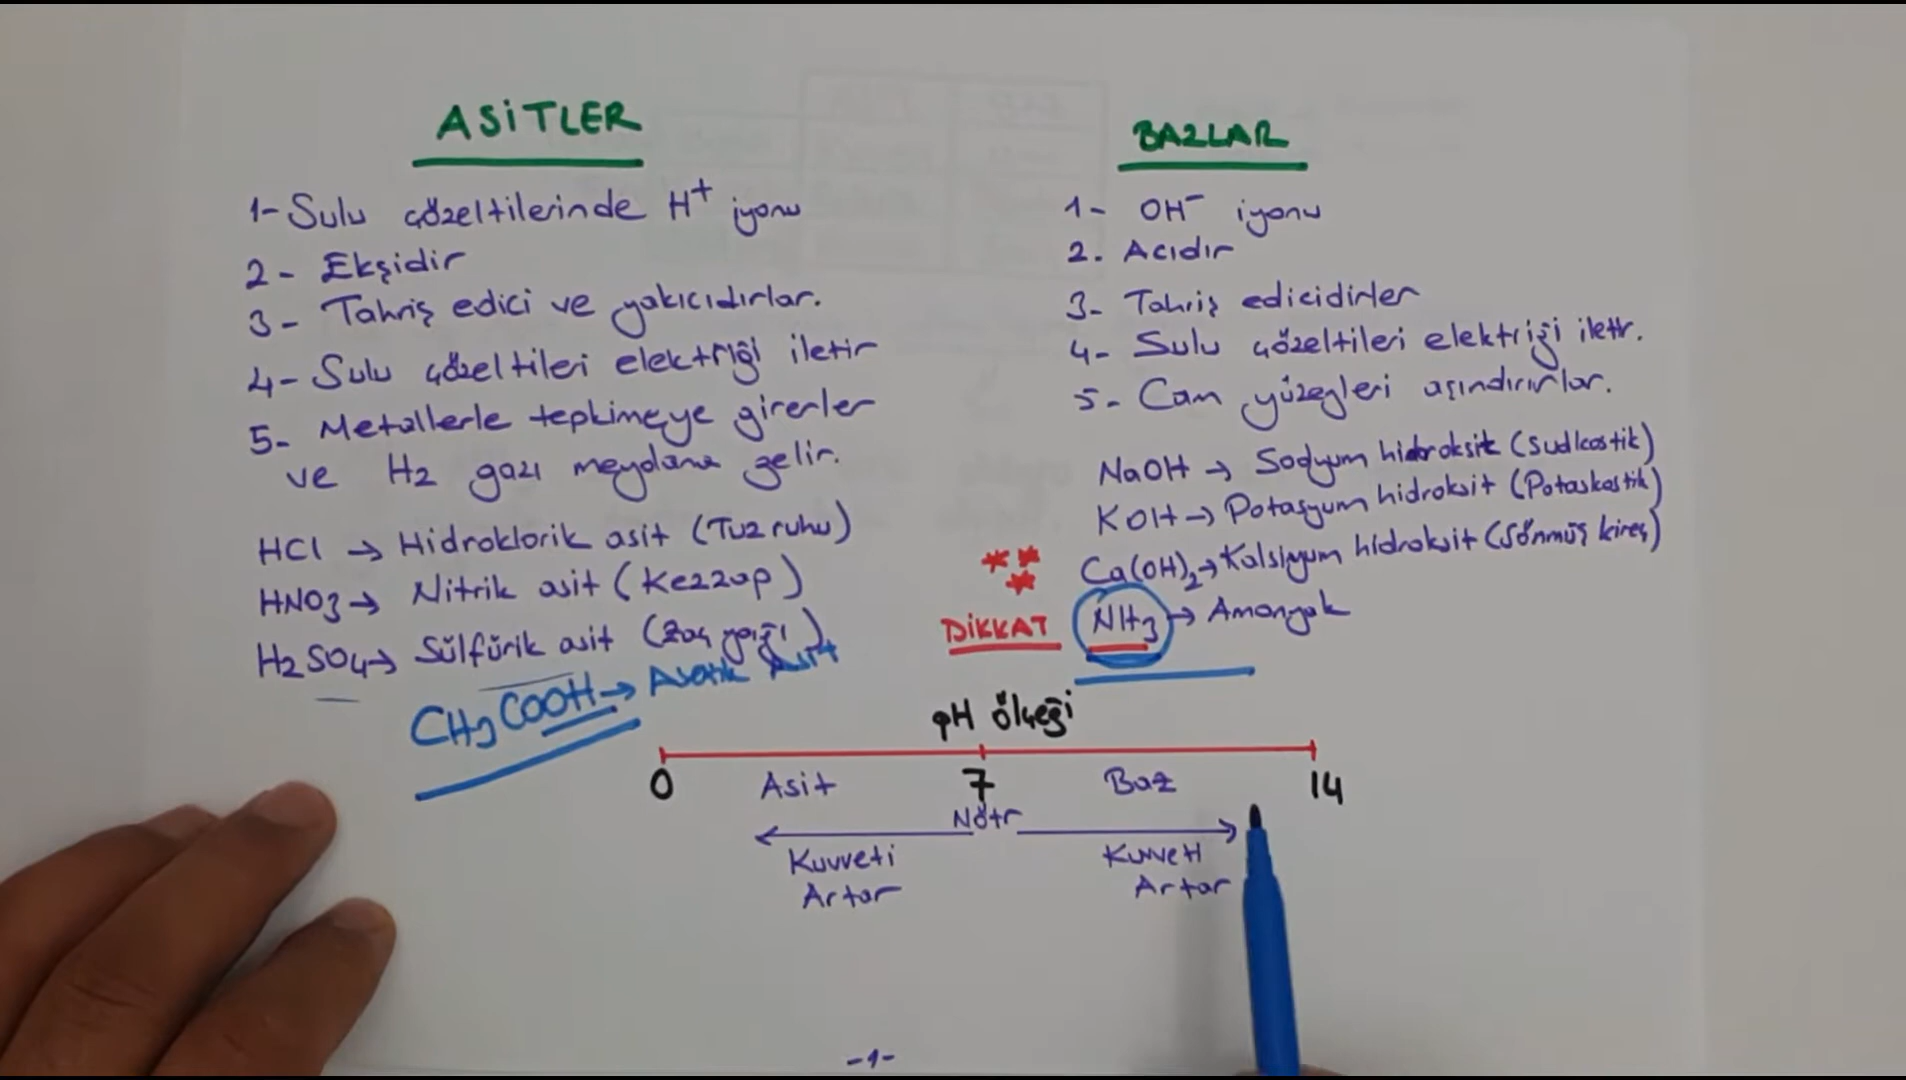 ASİTLER
1- Sulu çözeltilerinde H+ iyonu
2- Ekşidir
3- Tahriş edici ve yakıcıdırlar.
4- Sulu çözeltileri elektriği iletir
5- Metallerle tepkimeye girerler
ve H2 gazı meydana gelir.
HCl → Hidroklorik asit (Tuz ruhu)
HNO3 → Nitrik asit (Kezzap)
H2SO4 → Sülfürik asit (Zaç yağı)
CH3COOH → Asetik Asit
BAZLAR
1- OH- iyonu
2. Acıdır
3- Tahriş edicidirler
4- Sulu çözeltileri elektriği iletir.
5- Cam yüzeyleri aşındırırlar.
NaOH → Sodyum hidroksit (sudkostik)
KOH → Potasyum hidroksit (Potaskostik)
Ca(OH)2 → Kalsiyum hidroksit (Sönmüş kireç)
DİKKAT NH3 → Amonyak
pH ölçeği
0 Asit 7 Baz 14
Nötr
Kuvveti Kuvveti
Artar Artar
-1-